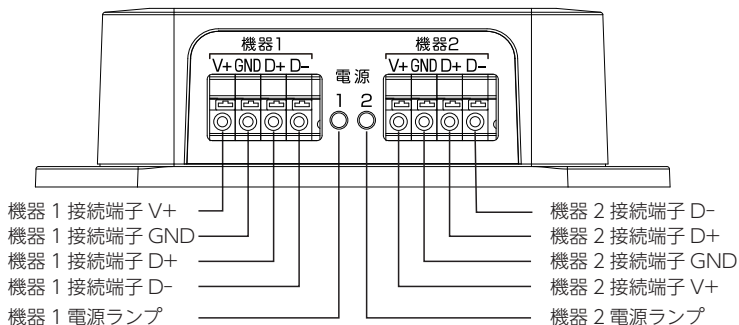 機器1
機器2
V+ GND D+ D-
電源
V+ GND D+ D-
1 2
機器 1 接続端子 V+
機器 1 接続端子 GND
機器 1 接続端子 D+
機器 1 接続端子 D-
機器 1 電源ランプ
機器 2 接続端子 D-
機器 2 接続端子 D+
機器 2 接続端子 GND
機器 2 接続端子 V+
機器 2 電源ランプ